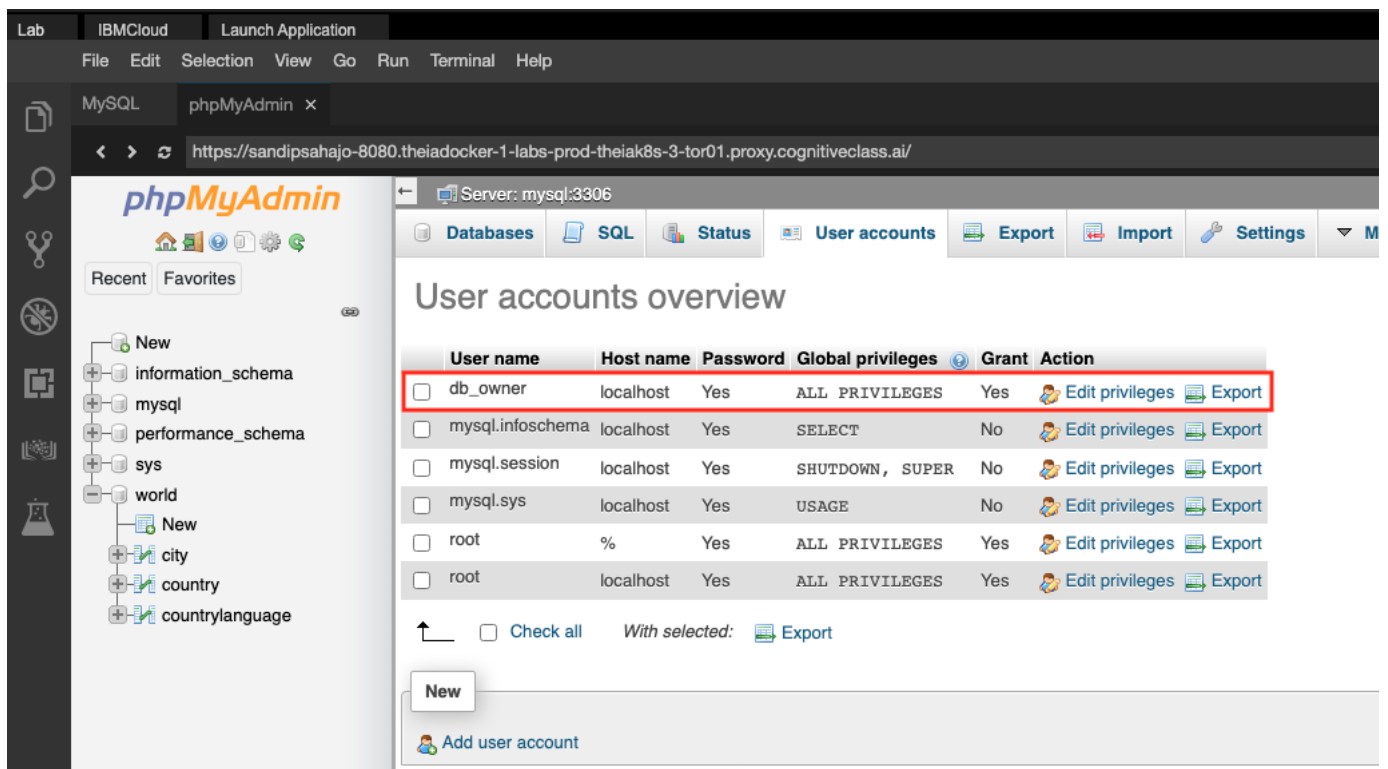 Lab IBMCloud Launch Application
File Edit Selection View Go Run Terminal Help
MySQL phpMyAdmin ×
https://sandipsahajo-8080.theiadocker-1-labs-prod-theiak8s-3-tor01.proxy.cognitiveclass.ai/
phpMyAdmin
Recent Favorites
New
information_schema
mysql
performance_schema
sys
world
New
city
country
countrylanguage
Server: mysql:3306
Databases SQL Status User accounts Export Import Settings M
User accounts overview
User name Host name Password Global privileges Grant Action
db_owner localhost Yes ALL PRIVILEGES Yes Edit privileges Export
mysql.infoschema localhost Yes SELECT No Edit privileges Export
mysql.session localhost Yes SHUTDOWN, SUPER No Edit privileges Export
mysql.sys localhost Yes USAGE No Edit privileges Export
root % Yes ALL PRIVILEGES Yes Edit privileges Export
root localhost Yes ALL PRIVILEGES Yes Edit privileges Export
Check all With selected: Export
New
Add user account